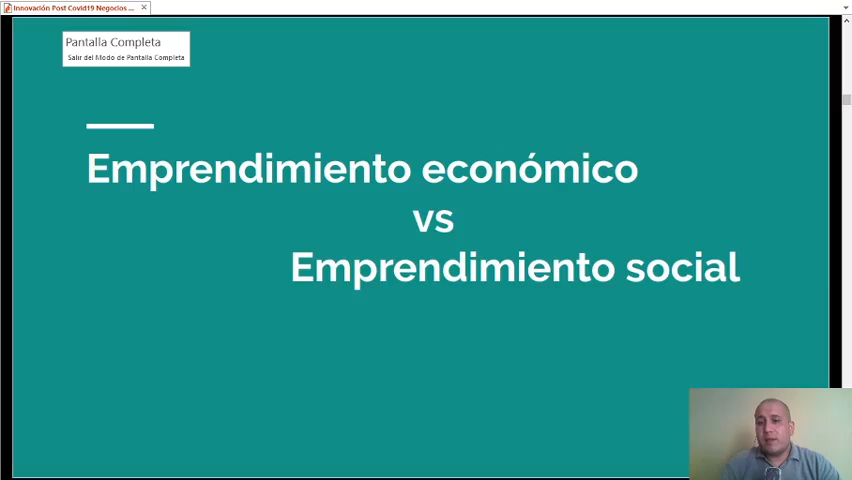 Innovación Post Covid19 Negocios ...
Pantalla Completa
Salir del Modo de Pantalla Completa
Emprendimiento económico
vs
Emprendimiento social